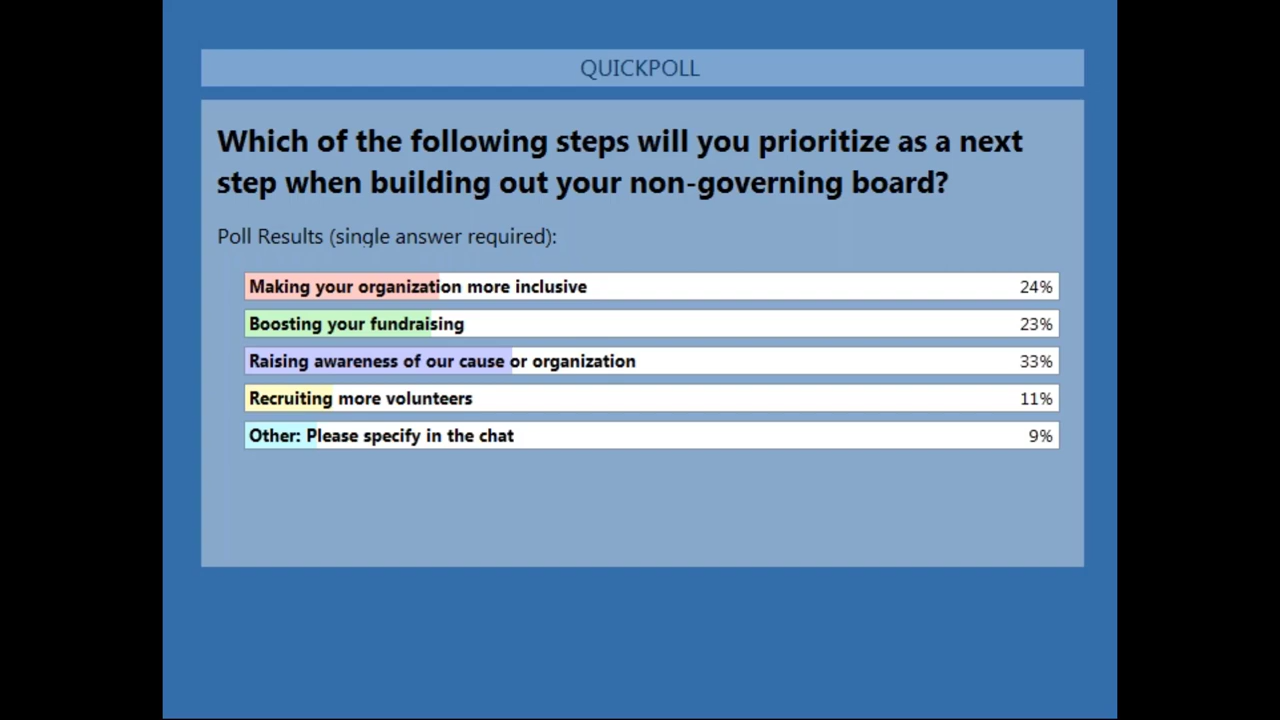 QUICKPOLL
Which of the following steps will you prioritize as a next
step when building out your non-governing board?
Poll Results (single answer required):
Making your organization more inclusive 24%
Boosting your fundraising 23%
Raising awareness of our cause or organization 33%
Recruiting more volunteers 11%
Other: Please specify in the chat 9%